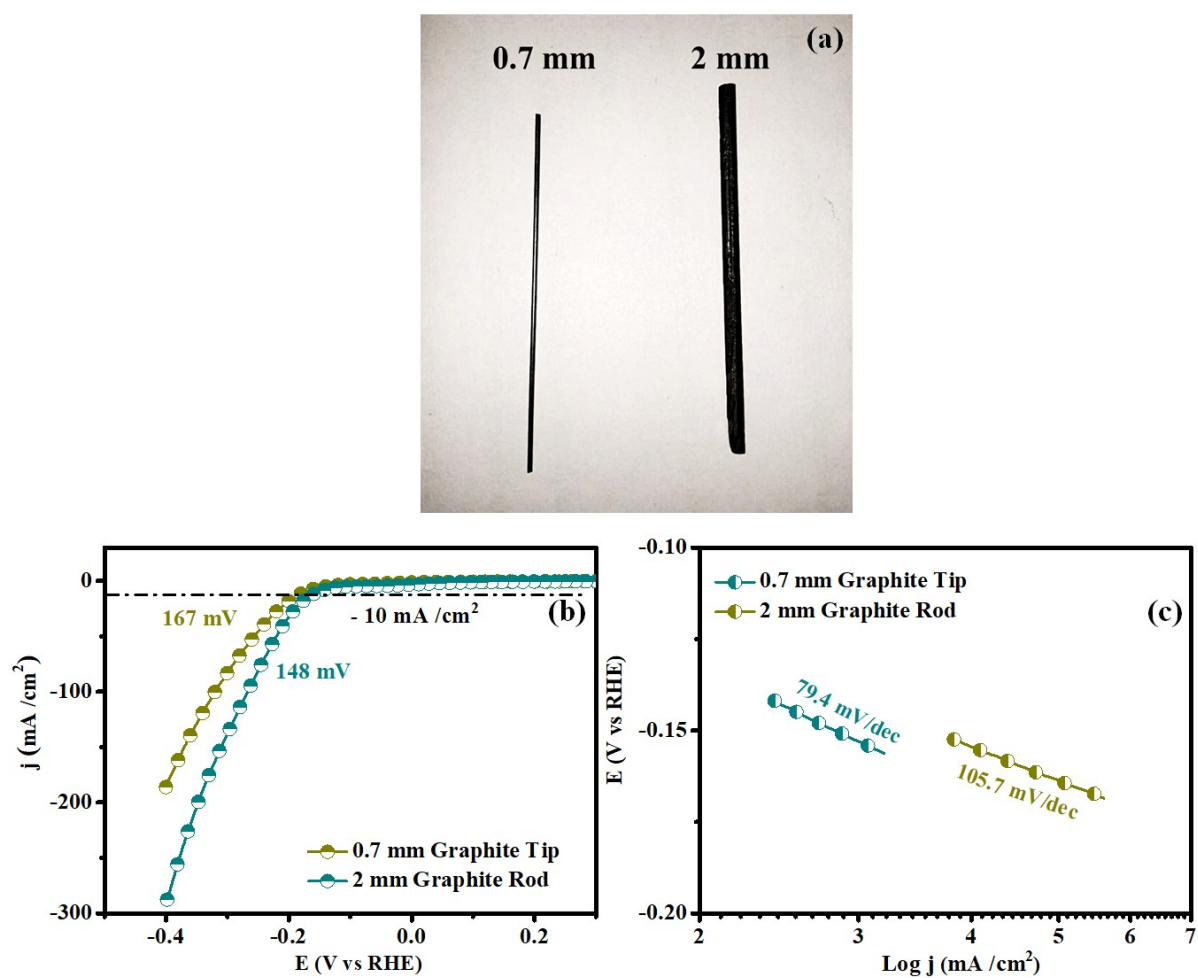 (a)
0.7 mm
2 mm
0
-100
-200
-300
j (mA /cm²)
167 mV
- 10 mA /cm²
(b)
148 mV
0.7 mm Graphite Tip
2 mm Graphite Rod
-0.4
-0.2
0.0
0.2
E (V vs RHE)
-0.10
-0.15
-0.20
E (V vs RHE)
0.7 mm Graphite Tip
2 mm Graphite Rod
(c)
79.4 mV/dec
105.7 mV/dec
2
3
4
5
6
7
Log j (mA /cm²)